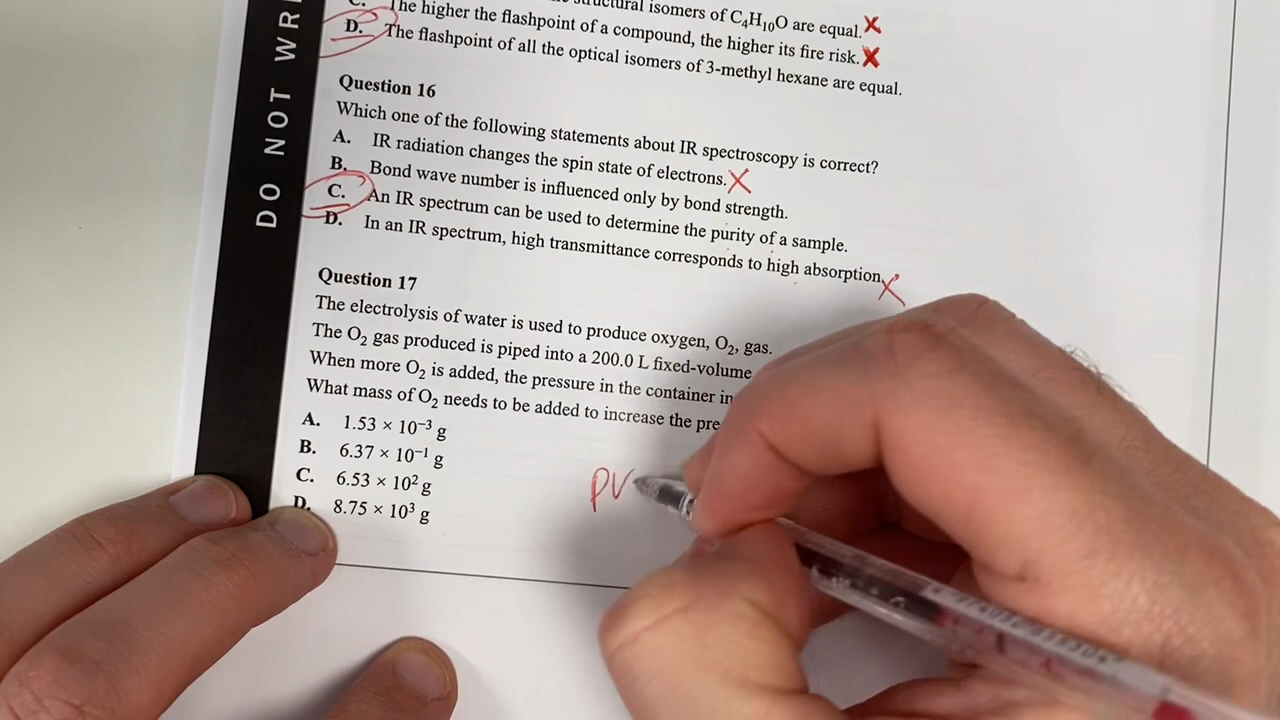 structural isomers of C₄H₁₀O are equal. X
C. The higher the flashpoint of a compound, the higher its fire risk. X
D. The flashpoint of all the optical isomers of 3-methyl hexane are equal.
Question 16
Which one of the following statements about IR spectroscopy is correct?
A. IR radiation changes the spin state of electrons. X
B. Bond wave number is influenced only by bond strength.
C. An IR spectrum can be used to determine the purity of a sample.
D. In an IR spectrum, high transmittance corresponds to high absorption. X
Question 17
The electrolysis of water is used to produce oxygen, O₂, gas.
The O₂ gas produced is piped into a 200.0 L fixed-volume
When more O₂ is added, the pressure in the container in
What mass of O₂ needs to be added to increase the pre
A. 1.53 × 10⁻³ g
B. 6.37 × 10⁻¹ g
C. 6.53 × 10² g
D. 8.75 × 10³ g
PV
DO NOT WRI